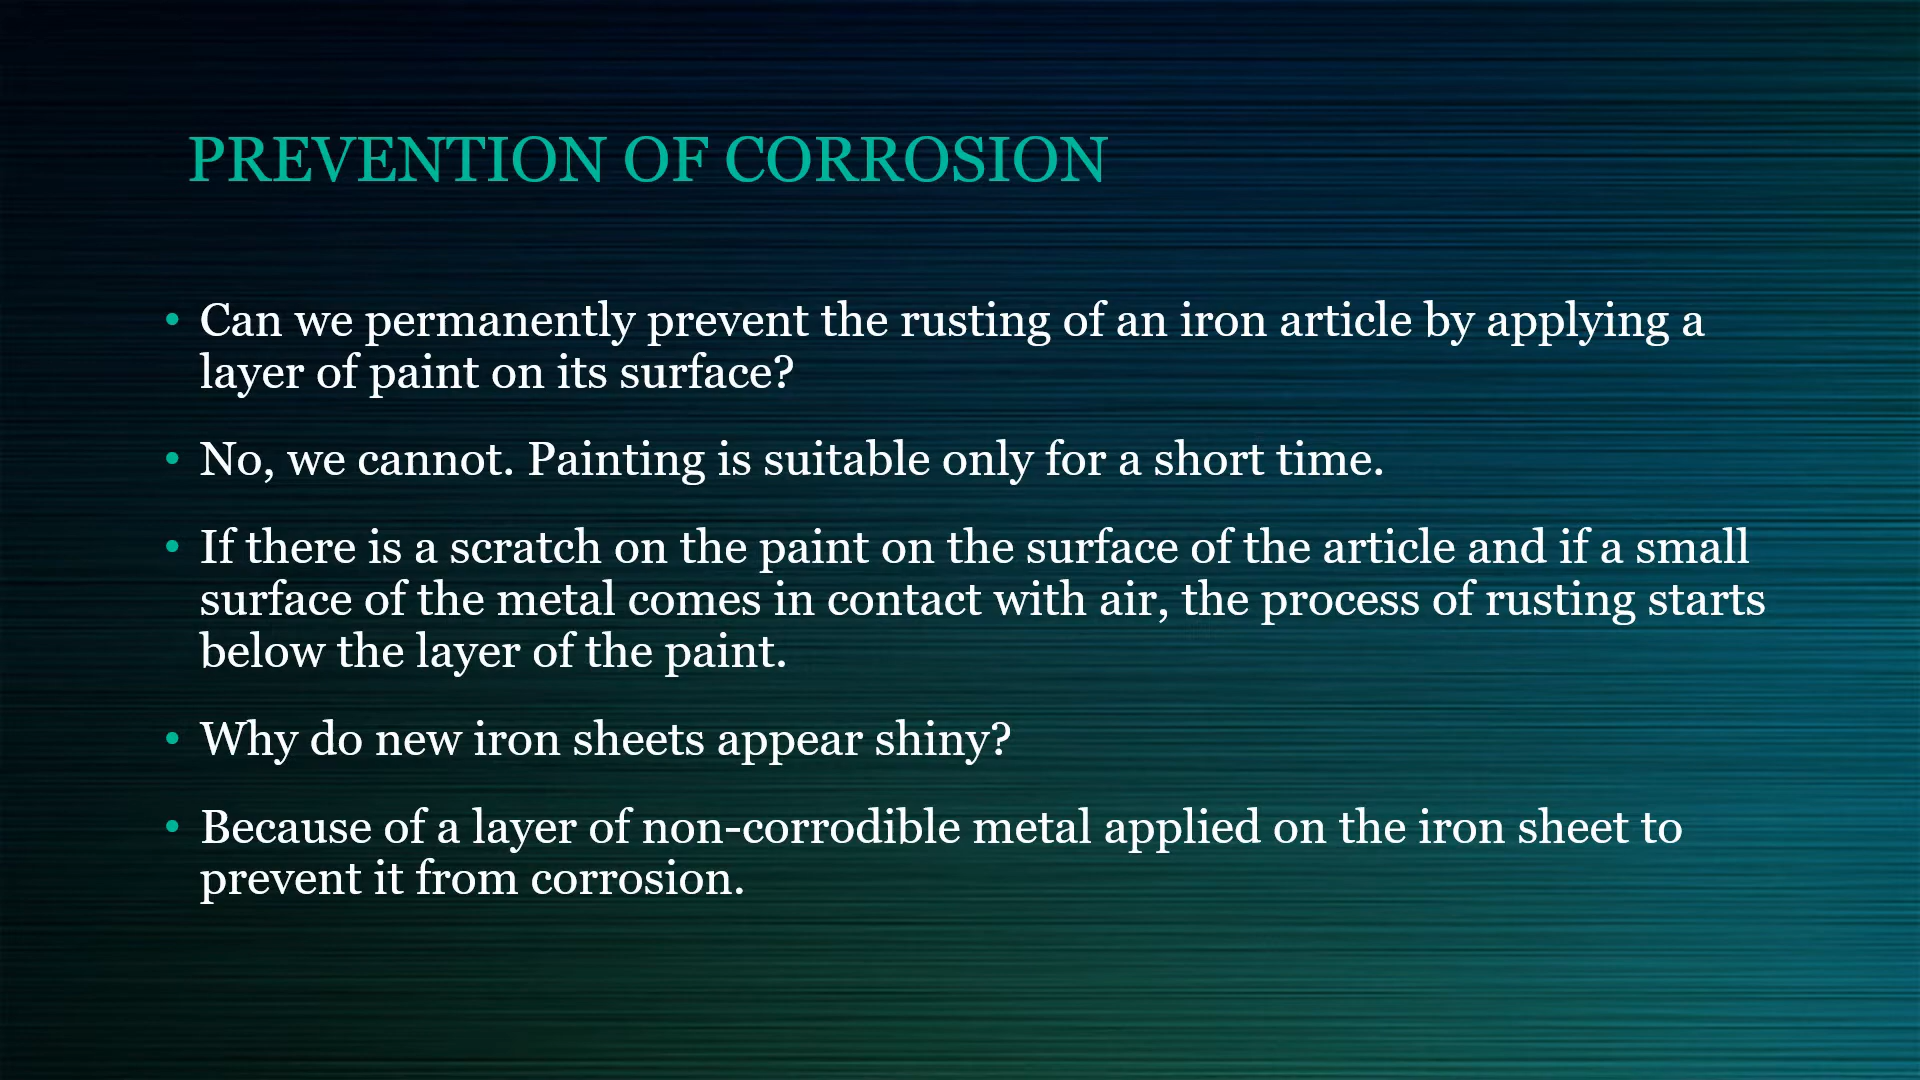 PREVENTION OF CORROSION
• Can we permanently prevent the rusting of an iron article by applying a
layer of paint on its surface?
• No, we cannot. Painting is suitable only for a short time.
• If there is a scratch on the paint on the surface of the article and if a small
surface of the metal comes in contact with air, the process of rusting starts
below the layer of the paint.
• Why do new iron sheets appear shiny?
• Because of a layer of non-corrodible metal applied on the iron sheet to
prevent it from corrosion.